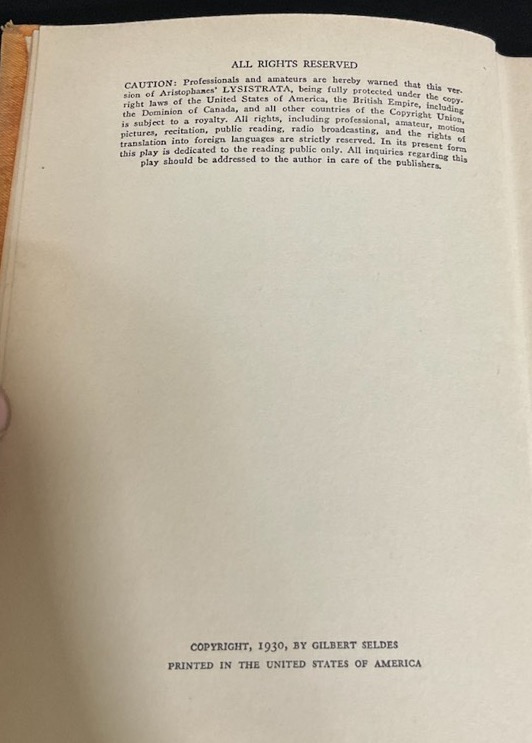 ALL RIGHTS RESERVED
CAUTION: Professionals and amateurs are hereby warned that this ver-
sion of Aristophanes' LYSISTRATA, being fully protected under the copy-
right laws of the United States of America, the British Empire, including
the Dominion of Canada, and all other countries of the Copyright Union,
is subject to a royalty. All rights, including professional, amateur, motion
pictures, recitation, public reading, radio broadcasting, and the rights of
translation into foreign languages are strictly reserved. In its present form
this play is dedicated to the reading public only. All inquiries regarding this
play should be addressed to the author in care of the publishers.
COPYRIGHT, 1930, BY GILBERT SELDES
PRINTED IN THE UNITED STATES OF AMERICA